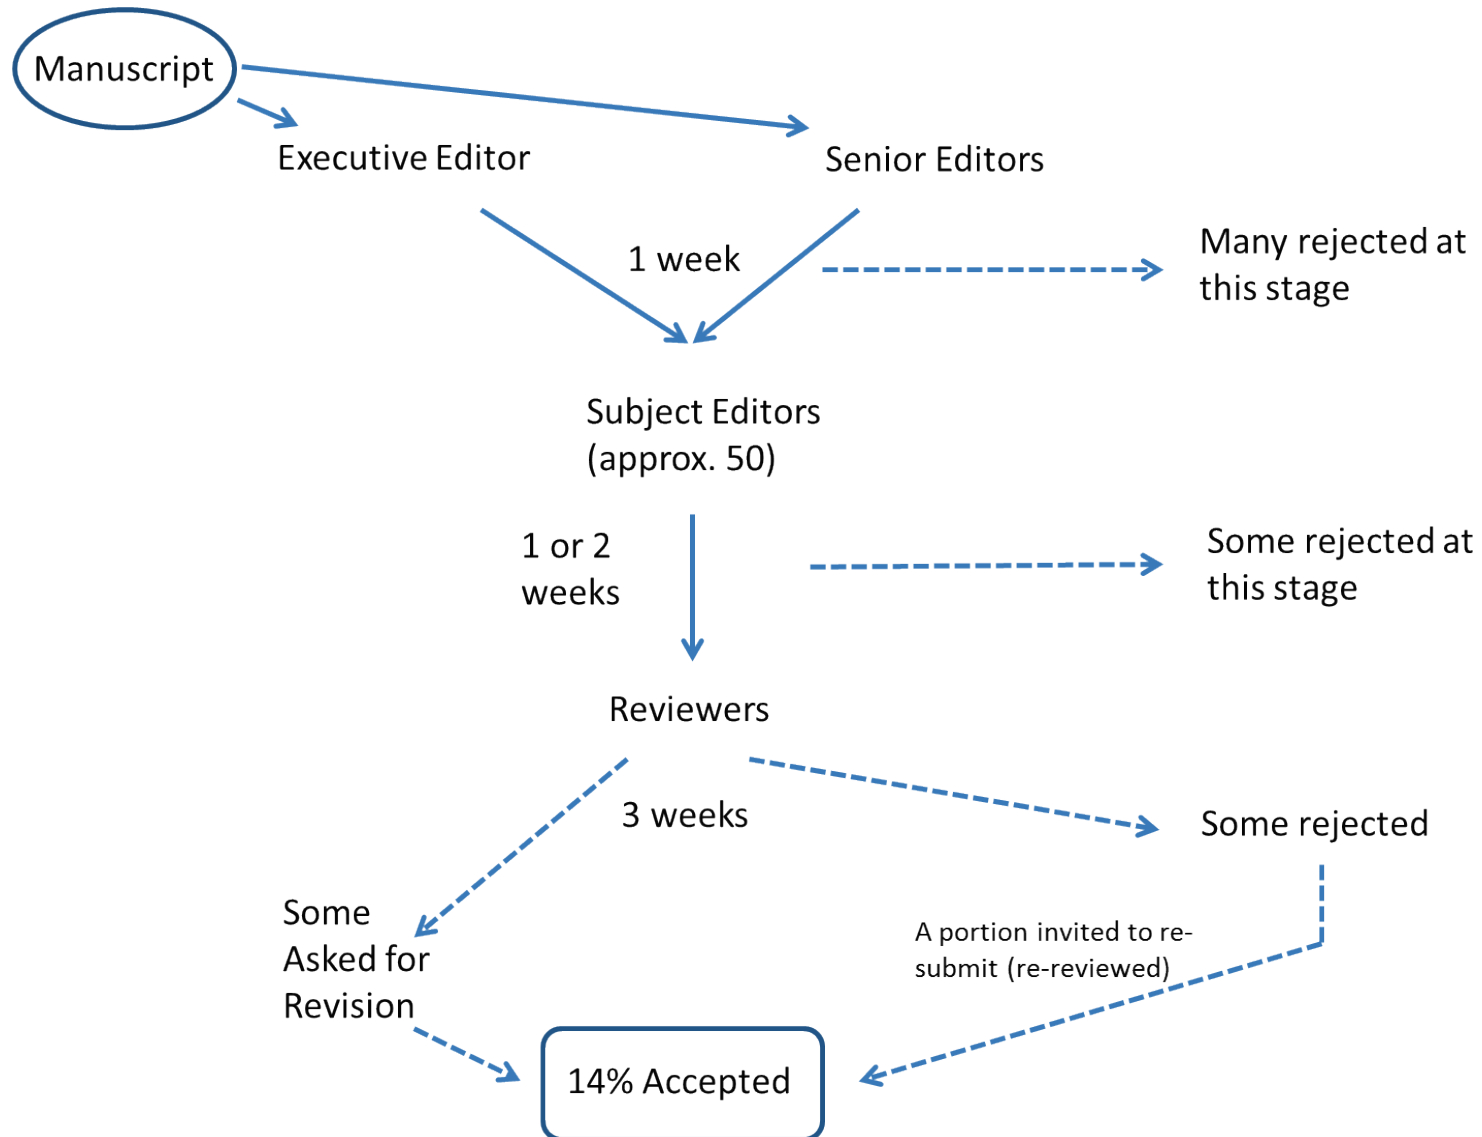 Manuscript
Executive Editor
Senior Editors
1 week
Many rejected at
this stage
Subject Editors
(approx. 50)
1 or 2
weeks
Some rejected at
this stage
Reviewers
3 weeks
Some rejected
Some
Asked for
Revision
A portion invited to re-
submit (re-reviewed)
14% Accepted